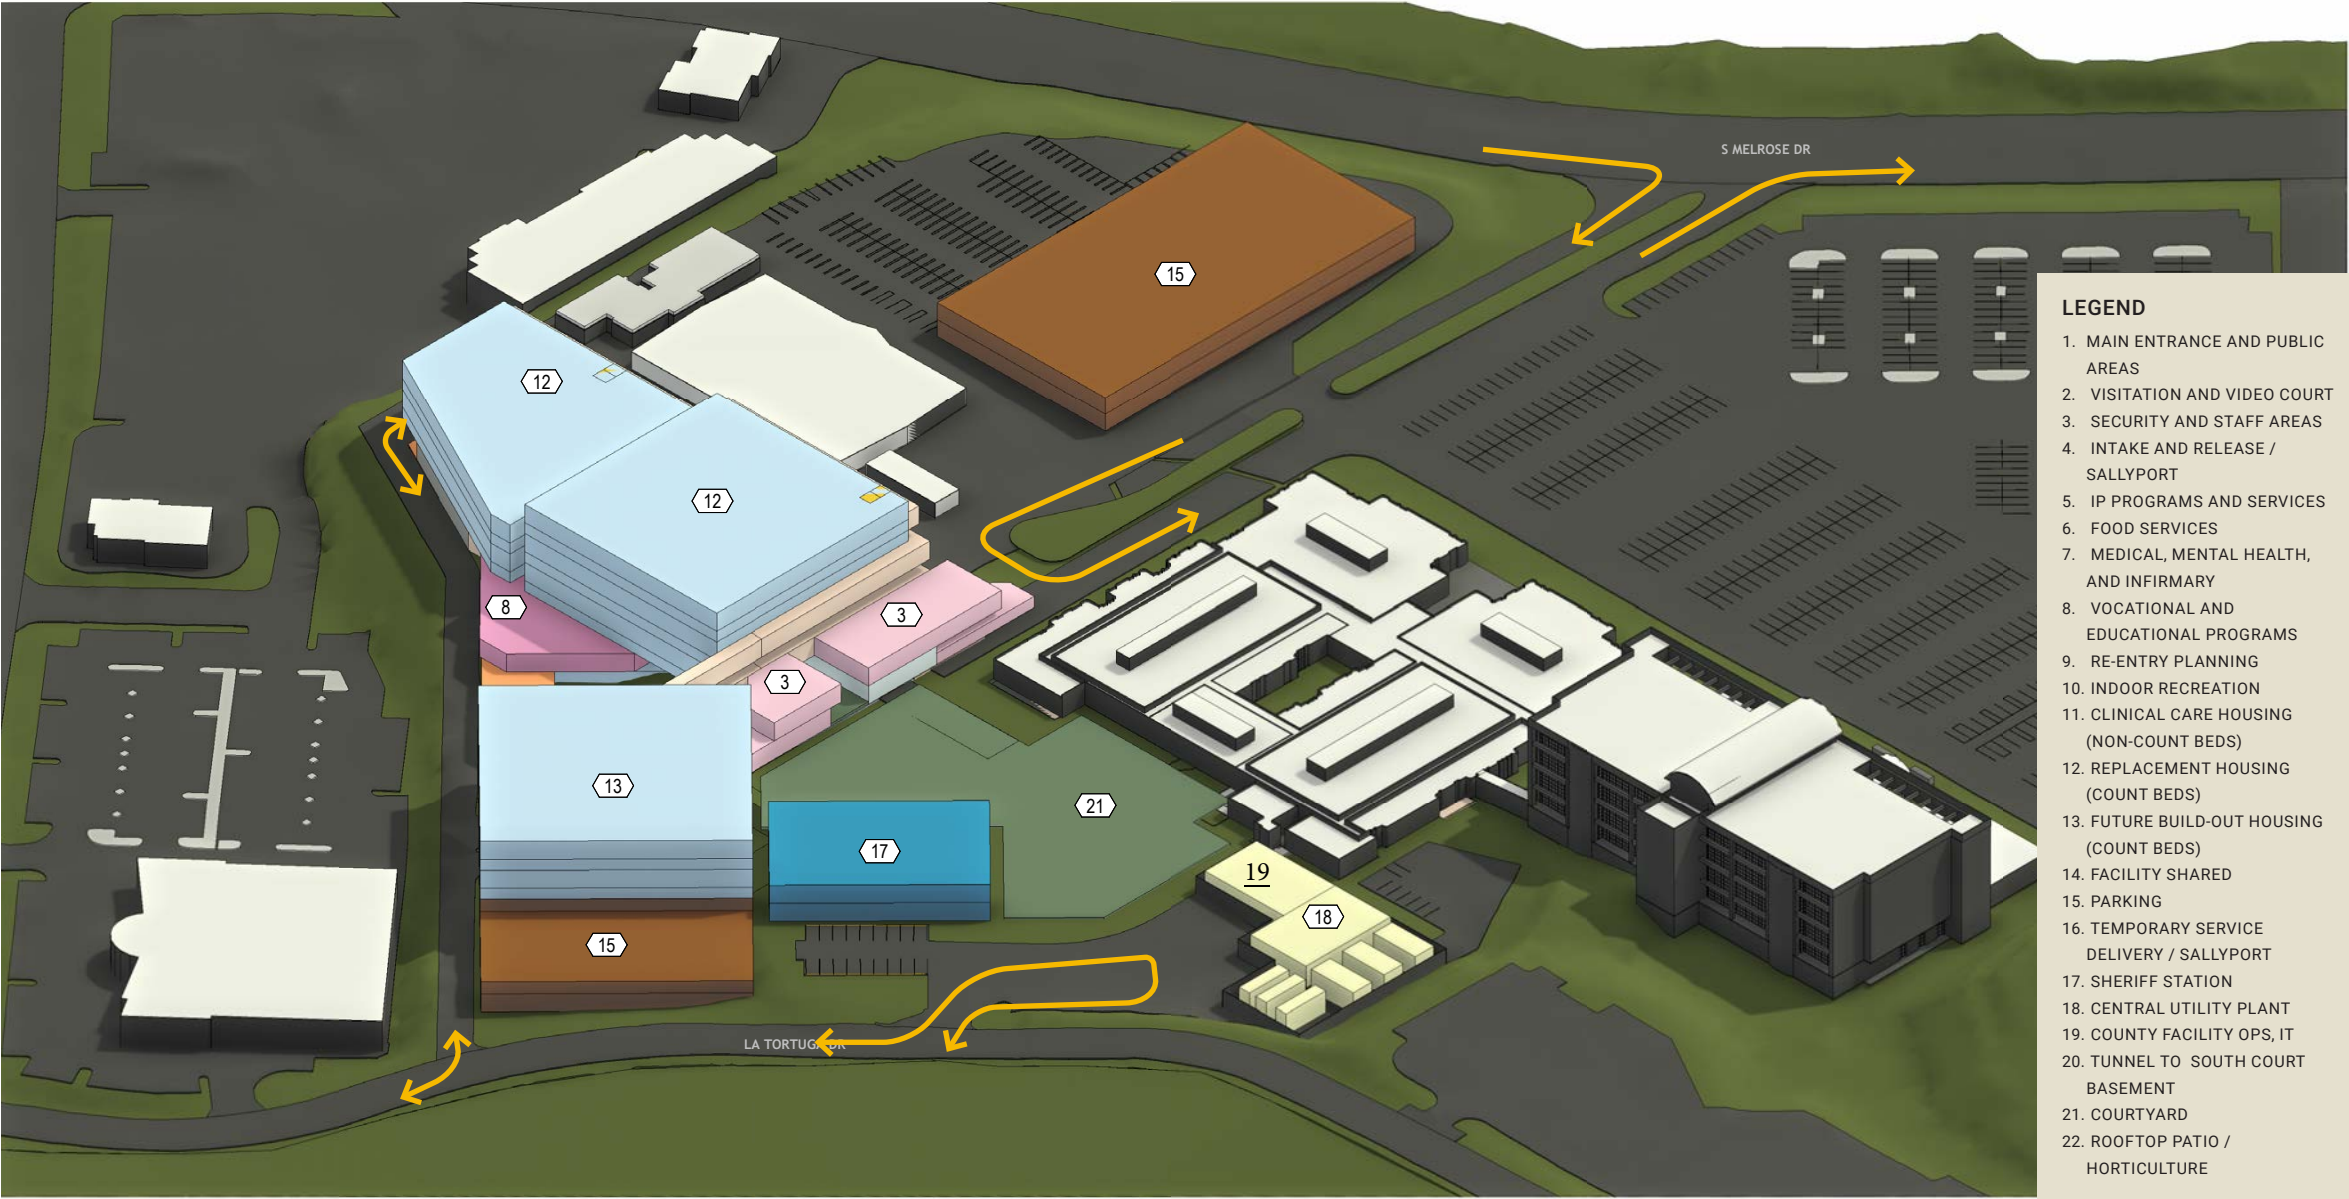 S MELROSE DR
15
12
12
8
3
3
13
21
17
19
18
15
LA TORTUGA DR
LEGEND
1. MAIN ENTRANCE AND PUBLIC
AREAS
2. VISITATION AND VIDEO COURT
3. SECURITY AND STAFF AREAS
4. INTAKE AND RELEASE /
SALLYPORT
5. IP PROGRAMS AND SERVICES
6. FOOD SERVICES
7. MEDICAL, MENTAL HEALTH,
AND INFIRMARY
8. VOCATIONAL AND
EDUCATIONAL PROGRAMS
9. RE-ENTRY PLANNING
10. INDOOR RECREATION
11. CLINICAL CARE HOUSING
(NON-COUNT BEDS)
12. REPLACEMENT HOUSING
(COUNT BEDS)
13. FUTURE BUILD-OUT HOUSING
(COUNT BEDS)
14. FACILITY SHARED
15. PARKING
16. TEMPORARY SERVICE
DELIVERY / SALLYPORT
17. SHERIFF STATION
18. CENTRAL UTILITY PLANT
19. COUNTY FACILITY OPS, IT
20. TUNNEL TO SOUTH COURT
BASEMENT
21. COURTYARD
22. ROOFTOP PATIO /
HORTICULTURE